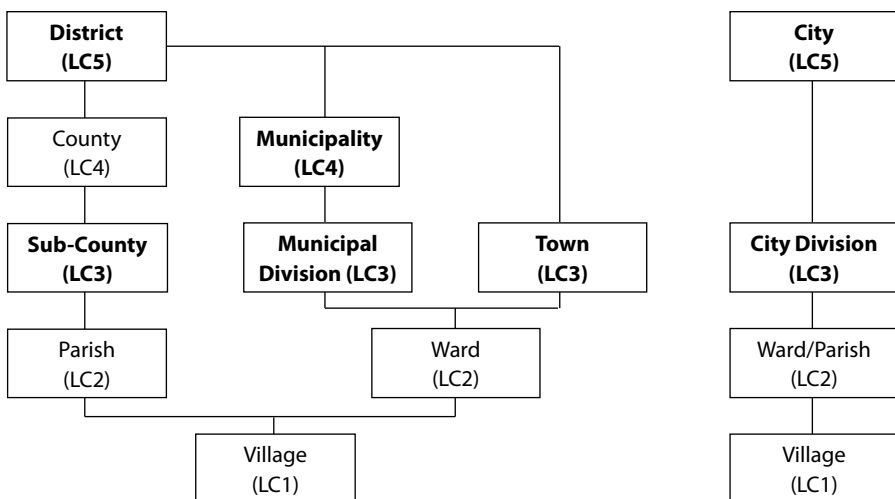 District
(LC5)
City
(LC5)
County
(LC4)
Municipality
(LC4)
Sub-County
(LC3)
Municipal
Division (LC3)
Town
(LC3)
City Division
(LC3)
Parish
(LC2)
Ward
(LC2)
Ward/Parish
(LC2)
Village
(LC1)
Village
(LC1)